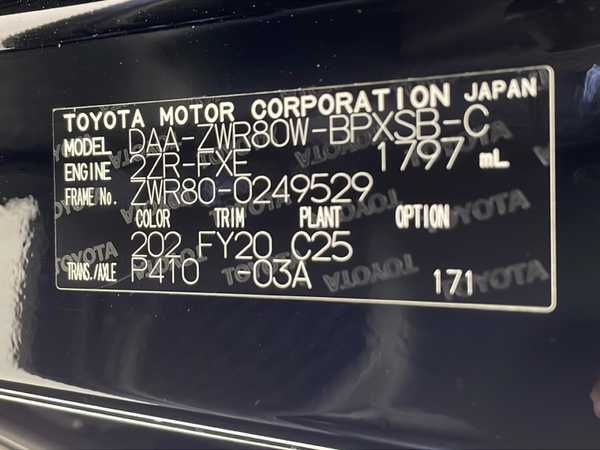 TOYOTA MOTOR CORPORATION JAPAN
MODEL DAA-ZWR80W-BPXSB-C
ENGINE 2ZR-FXE 1797 mL
FRAME No. ZWR80-0249529
COLOR TRIM PLANT OPTION
202 FY20 C25
TRANS./AXLE P410 -03A 171